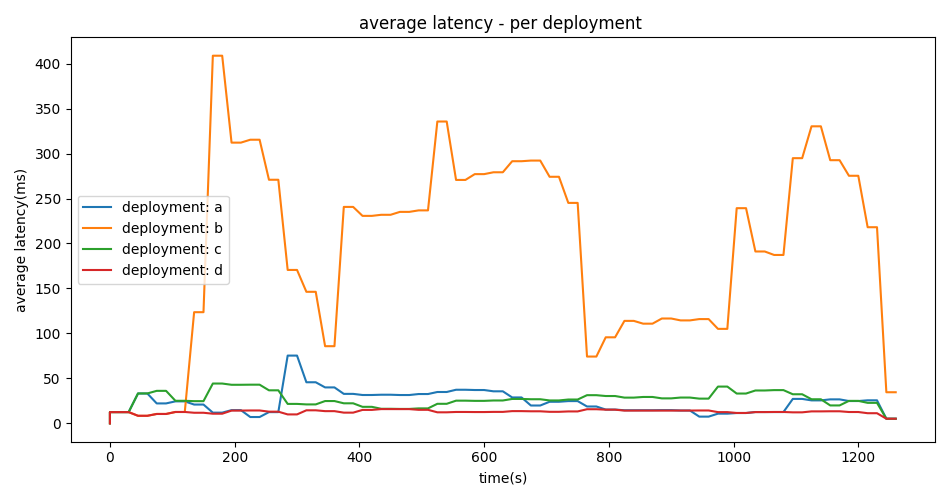 average latency - per deployment
average latency(ms)
400
350
300
250
200
150
100
50
0
deployment: a
deployment: b
deployment: c
deployment: d
0 200 400 600 800 1000 1200
time(s)